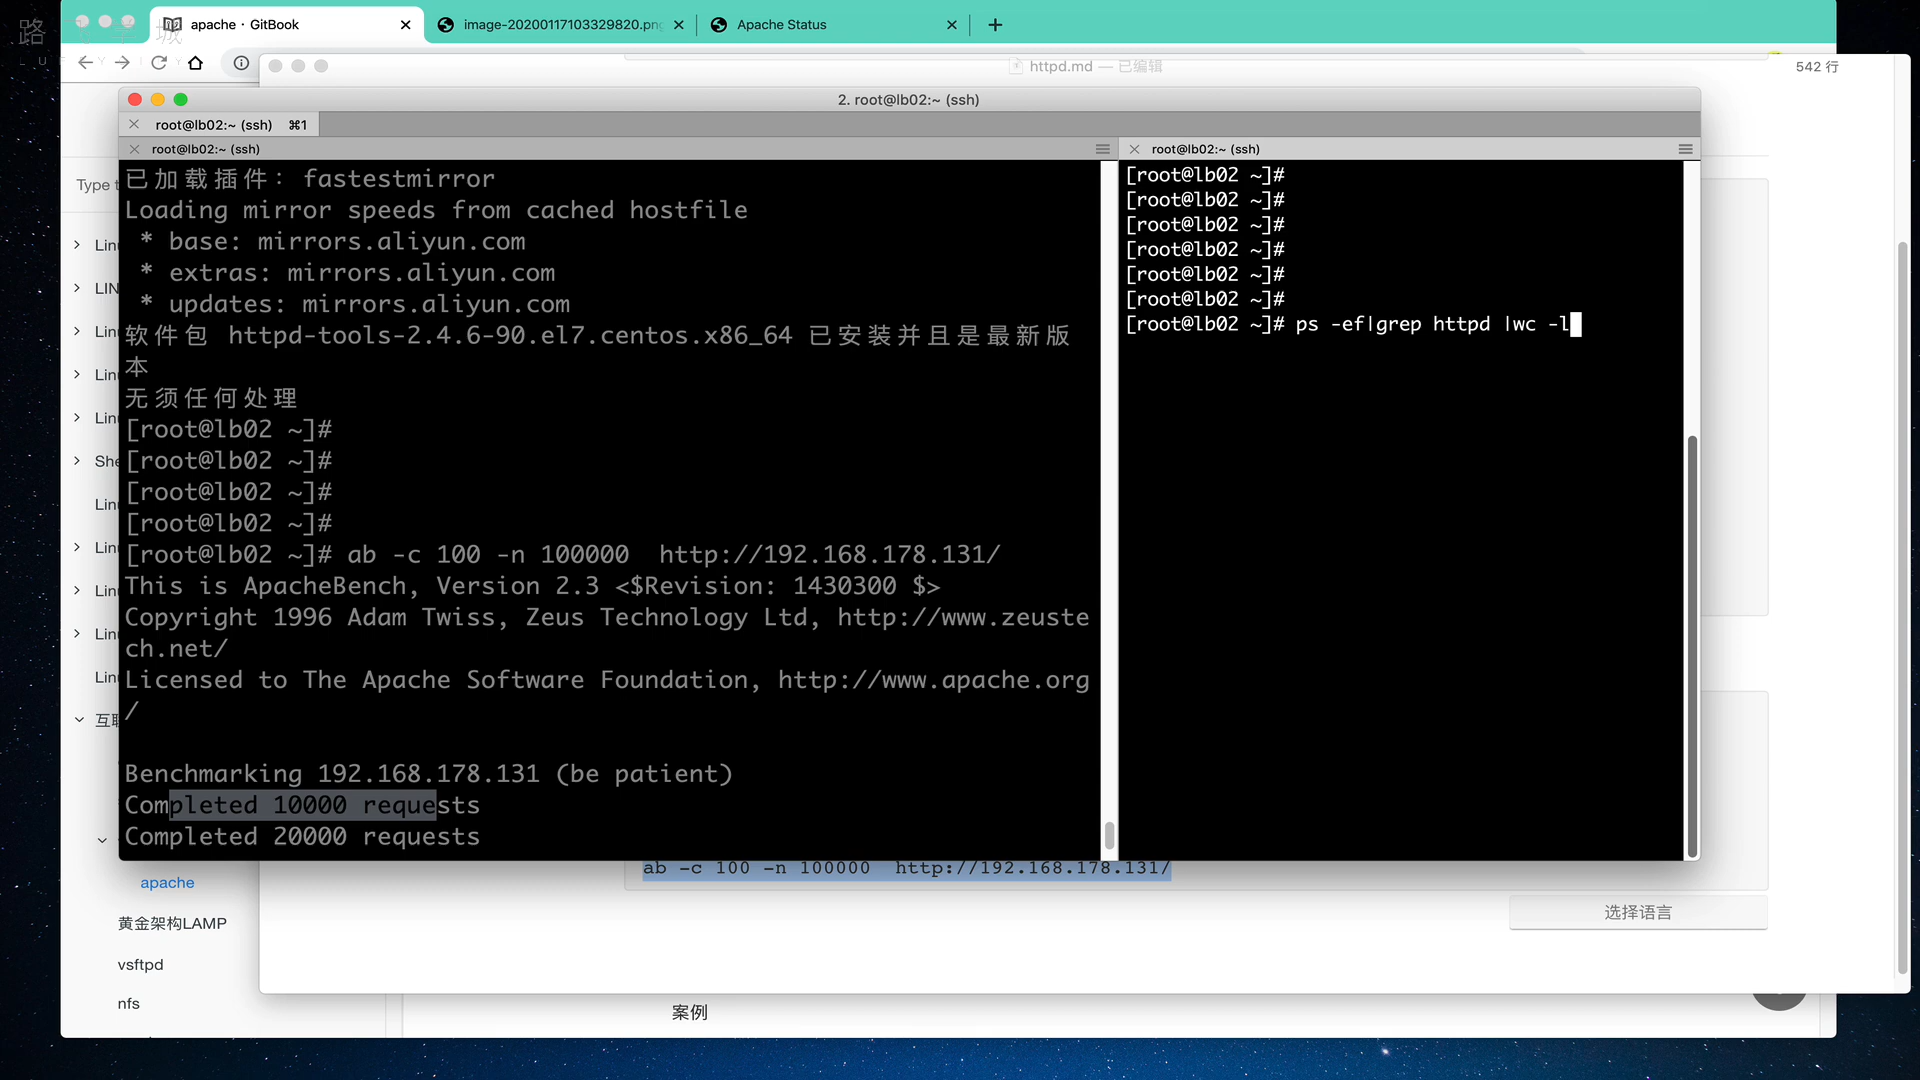 apache · GitBook
image-20200117103329820.png
Apache Status
httpd.md — 已编辑
542 行
2. root@lb02:~ (ssh)
root@lb02:~ (ssh) ⌘1
root@lb02:~ (ssh)
已加载插件：fastestmirror
Loading mirror speeds from cached hostfile
* base: mirrors.aliyun.com
* extras: mirrors.aliyun.com
* updates: mirrors.aliyun.com
软件包 httpd-tools-2.4.6-90.el7.centos.x86_64 已安装并且是最新版
本
无须任何处理
[root@lb02 ~]#
[root@lb02 ~]#
[root@lb02 ~]#
[root@lb02 ~]#
[root@lb02 ~]# ab -c 100 -n 100000  http://192.168.178.131/
This is ApacheBench, Version 2.3 <$Revision: 1430300 $>
Copyright 1996 Adam Twiss, Zeus Technology Ltd, http://www.zeuste
ch.net/
Licensed to The Apache Software Foundation, http://www.apache.org
/
Benchmarking 192.168.178.131 (be patient)
Completed 10000 requests
Completed 20000 requests
root@lb02:~ (ssh)
[root@lb02 ~]#
[root@lb02 ~]#
[root@lb02 ~]#
[root@lb02 ~]#
[root@lb02 ~]#
[root@lb02 ~]#
[root@lb02 ~]# ps -ef|grep httpd |wc -l
Type
LIN
She
互联
apache
黄金架构LAMP
vsftpd
nfs
ab -c 100 -n 100000  http://192.168.178.131/
选择语言
案例